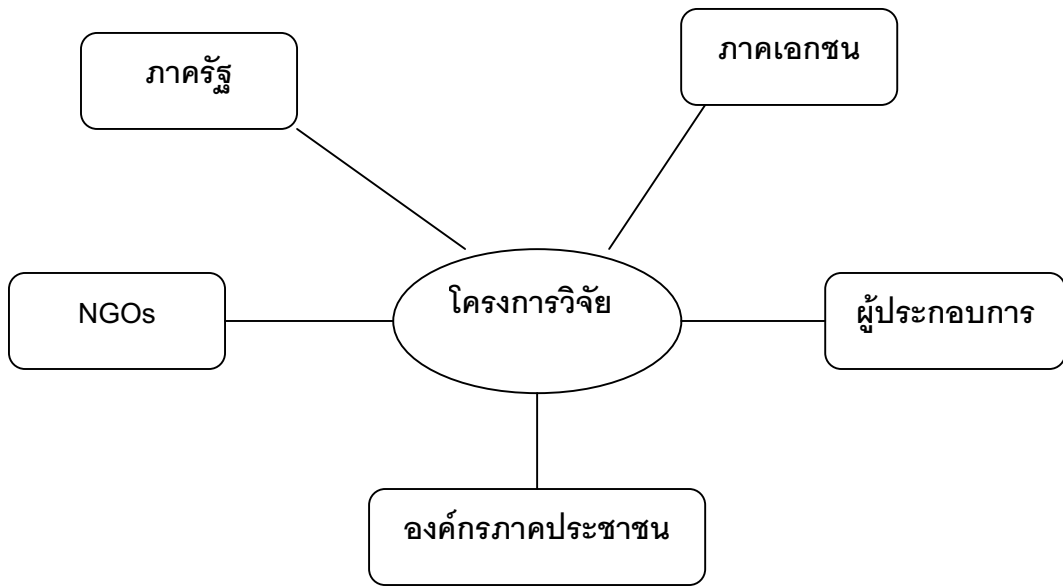 ภาครัฐ
ภาคเอกชน
NGOs
โครงการวิจัย
ผู้ประกอบการ
องค์กรภาคประชาชน